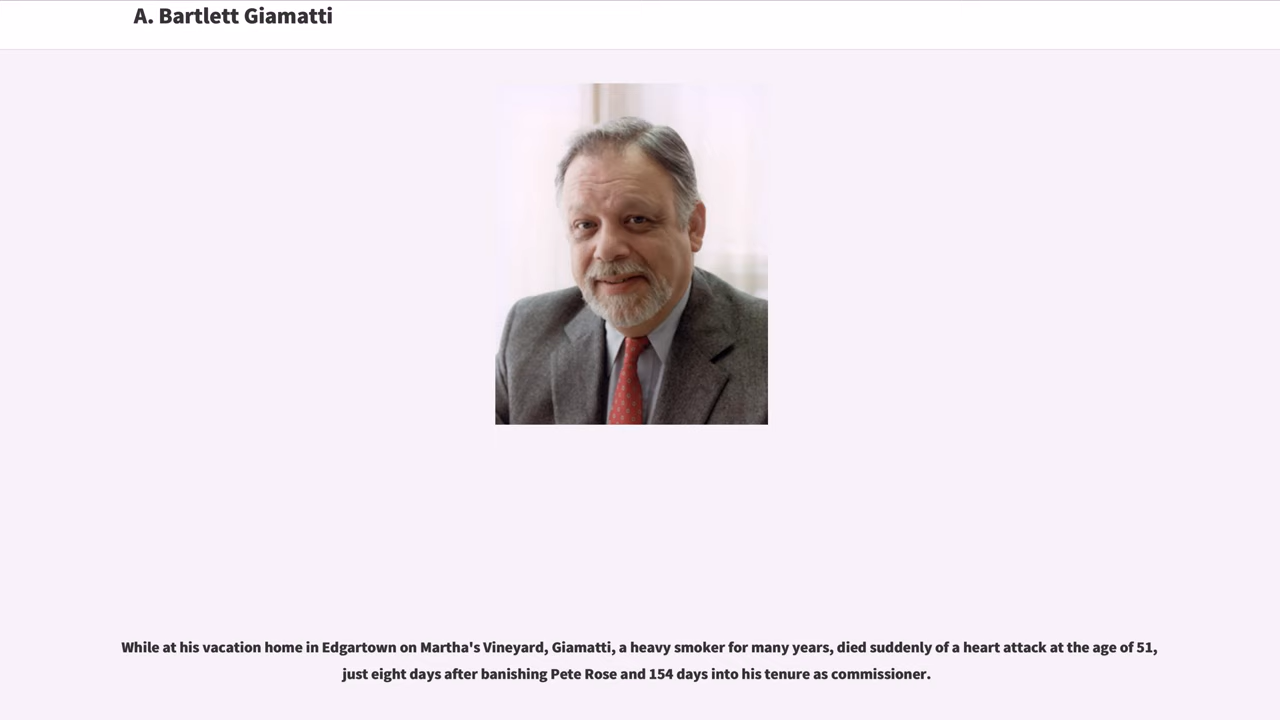 A. Bartlett Giamatti
While at his vacation home in Edgartown on Martha's Vineyard, Giamatti, a heavy smoker for many years, died suddenly of a heart attack at the age of 51,
just eight days after banishing Pete Rose and 154 days into his tenure as commissioner.